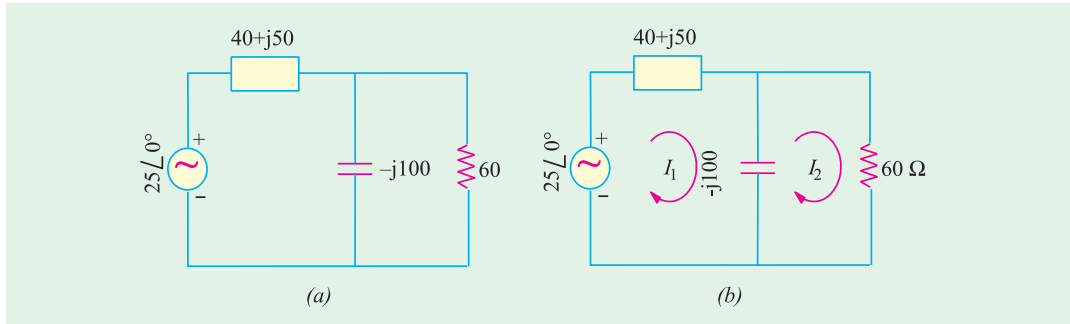 40+j50
25∠0°
+
-
–j100
60
(a)
40+j50
25∠0°
+
-
I₁
-j100
I₂
60 Ω
(b)